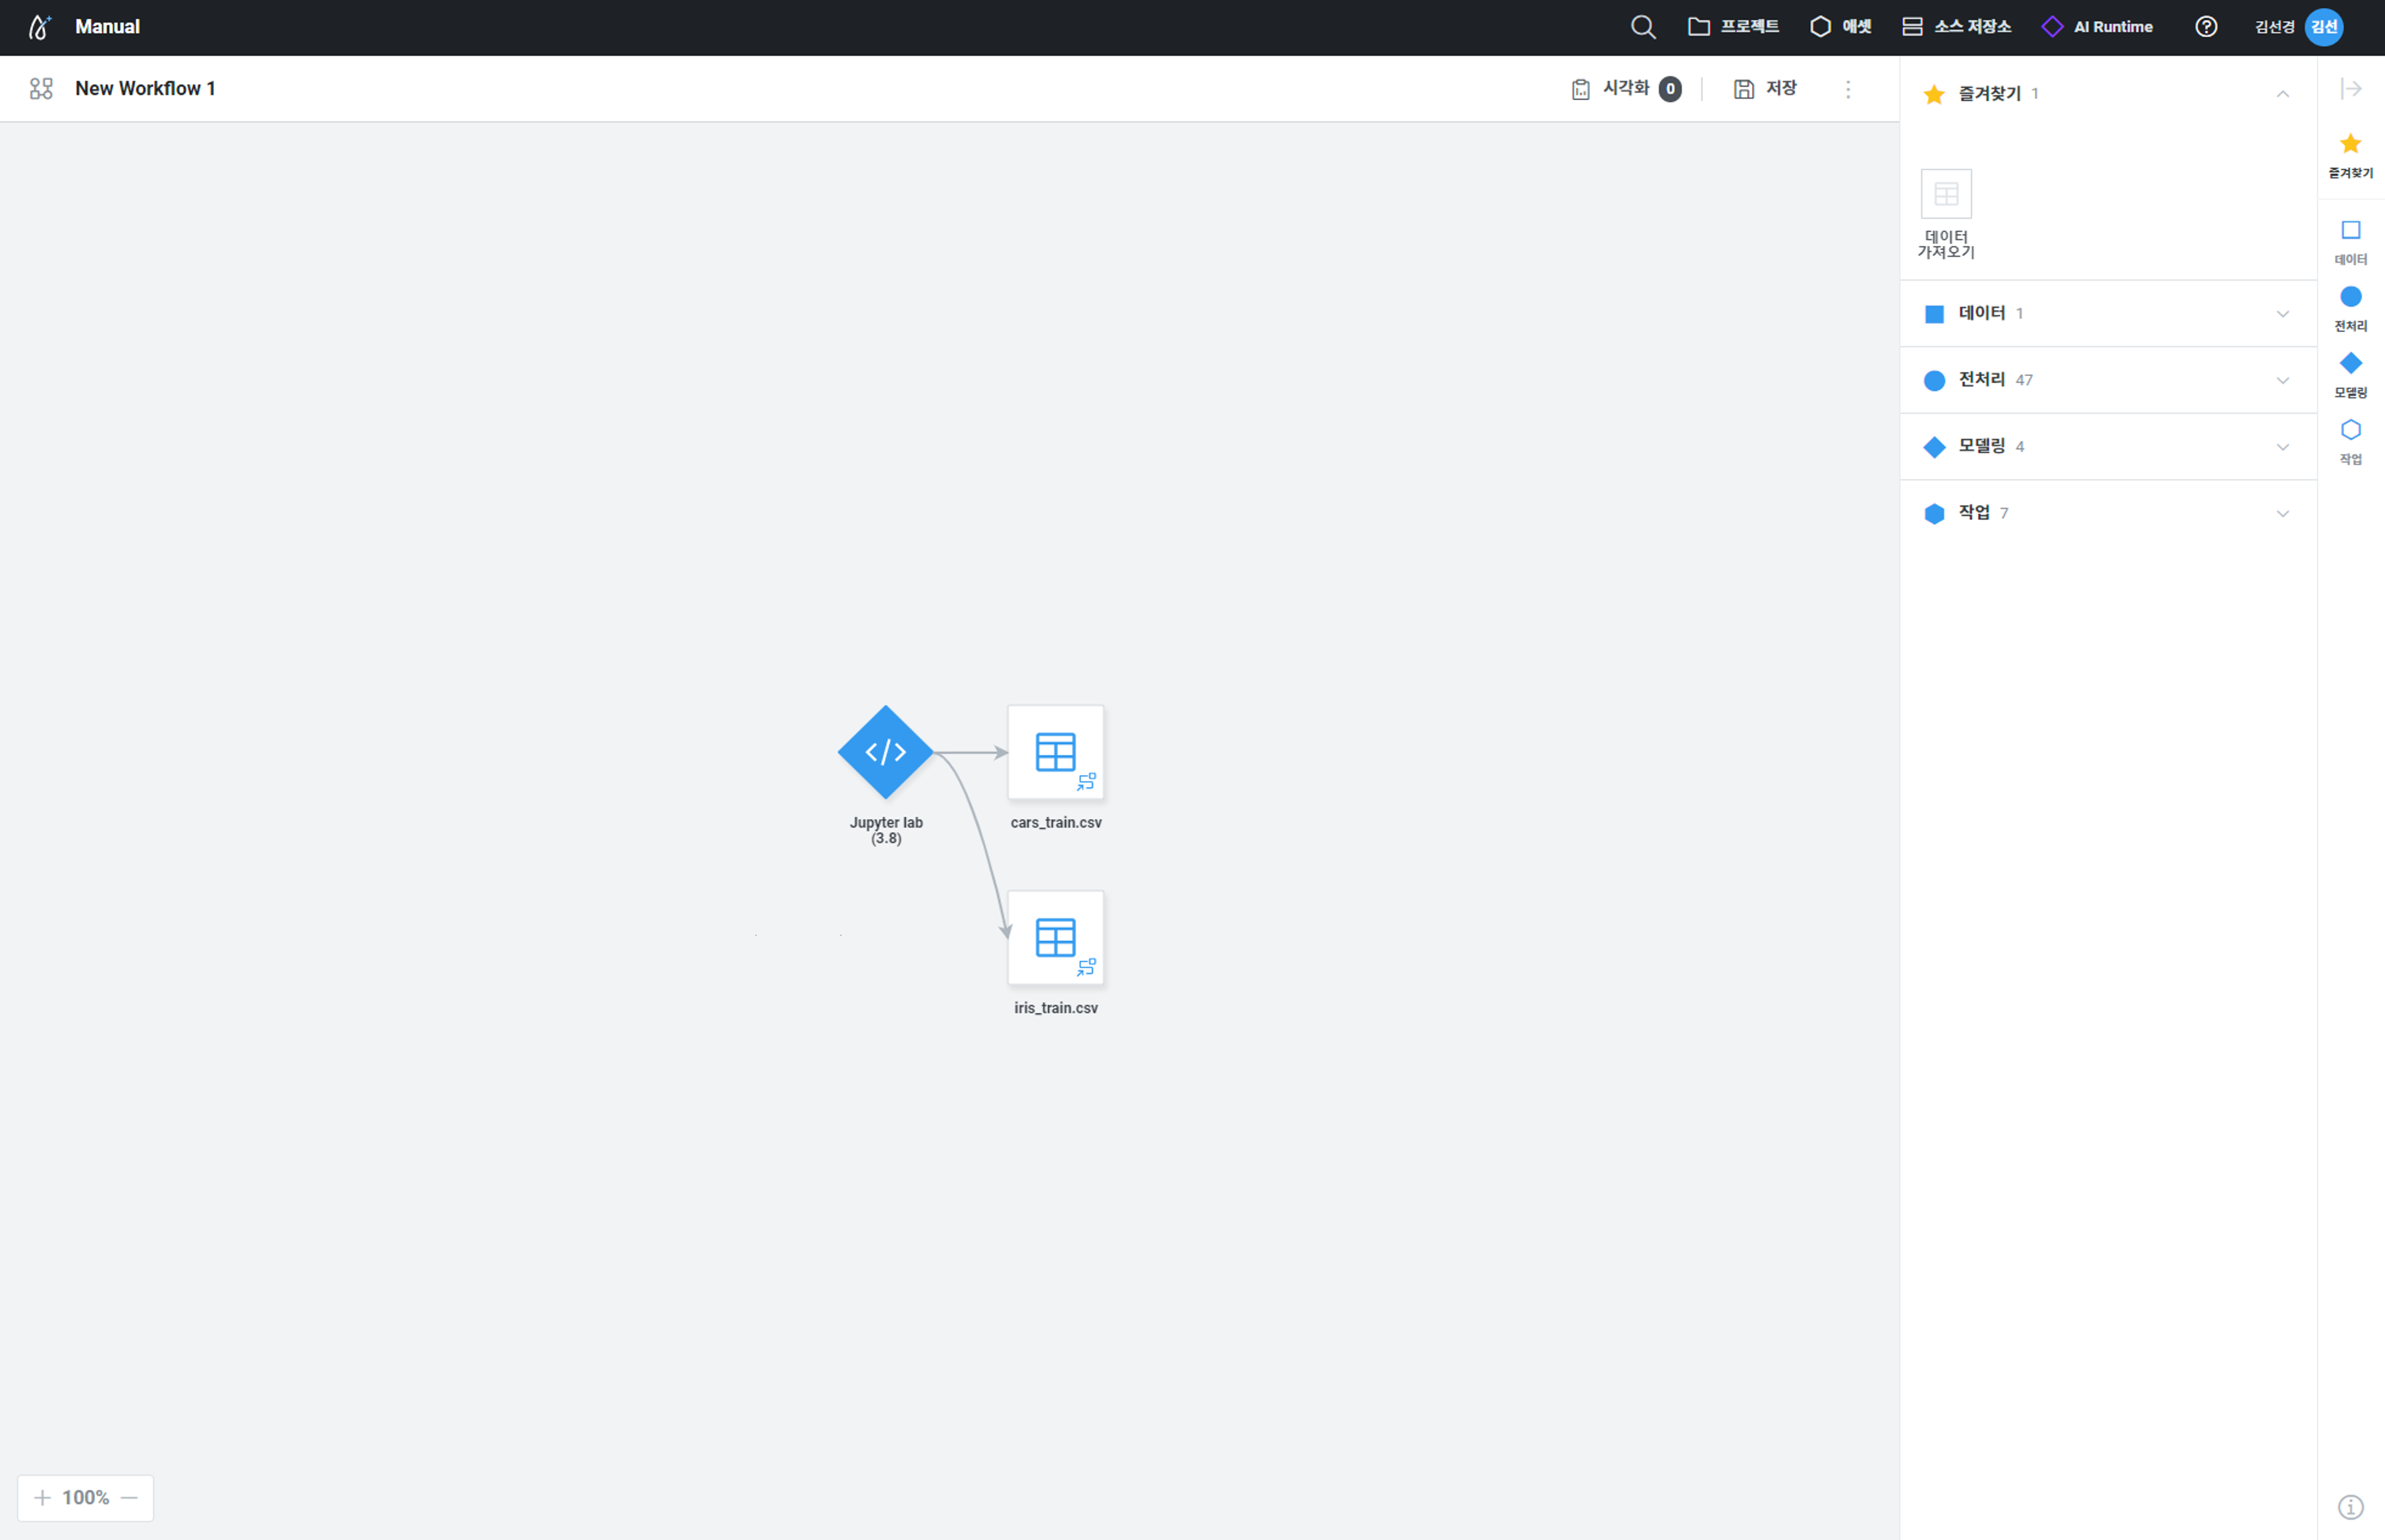 Manual
프로젝트
애셋
소스 저장소
AI Runtime
김선경
김선
New Workflow 1
시각화 0
저장
즐겨찾기 1
데이터
가져오기
데이터 1
전처리 47
모델링 4
작업 7
즐겨찾기
데이터
전처리
모델링
작업
Jupyter lab
(3.8)
cars_train.csv
iris_train.csv
100%